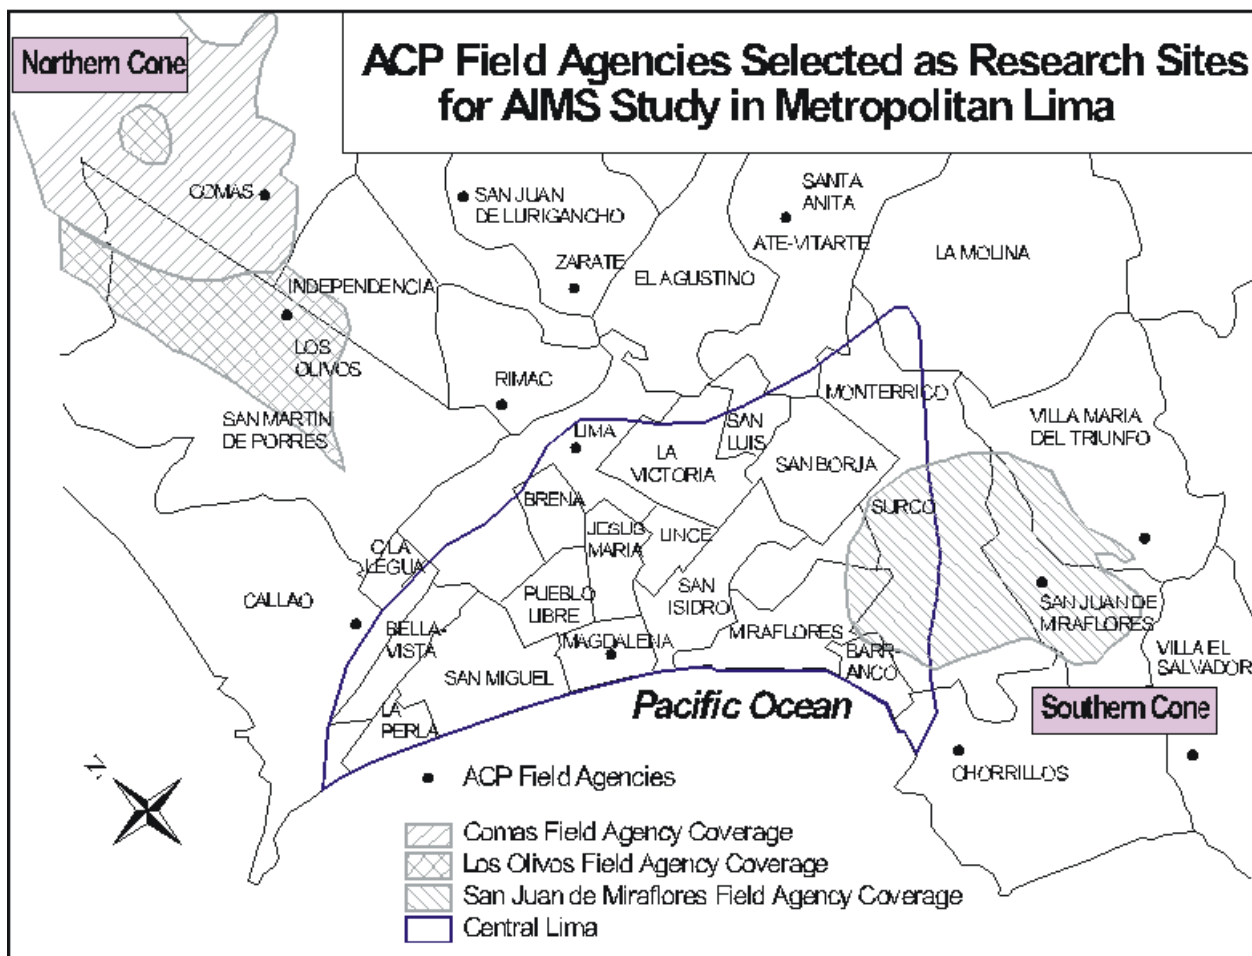 Northern Cone
ACP Field Agencies Selected as Research Sites
for AIMS Study in Metropolitan Lima
COMAS
SAN JUAN
DE LURIGANCHO
SANTA
ANITA
ATE-VITARTE
LA MOLINA
ZARATE
EL AGUSTINO
INDEPENDENCIA
LOS
OLIVOS
RIMAC
MONTERRICO
SAN MARTIN
DE PORRES
LIMA
SAN
LUIS
VILLA MARIA
DEL TRIUNFO
LA
VICTORIA
SAN BORJA
BRENA
SURCO
JESUS
MARIA
LINCE
C LA
LEGUA
CALLAO
PUEBLO
LIBRE
SAN
ISIDRO
SAN JUAN DE
MIRAFLORES
BELLA-
VISTA
MAGDALENA
MIRAFLORES
BARR-
ANCO
VILLA EL
SALVADOR
SAN MIGUEL
LA
PERLA
Pacific Ocean
Southern Cone
CHORRILLOS
N.
ACP Field Agencies
Comas Field Agency Coverage
Los Olivos Field Agency Coverage
San Juan de Miraflores Field Agency Coverage
Central Lima